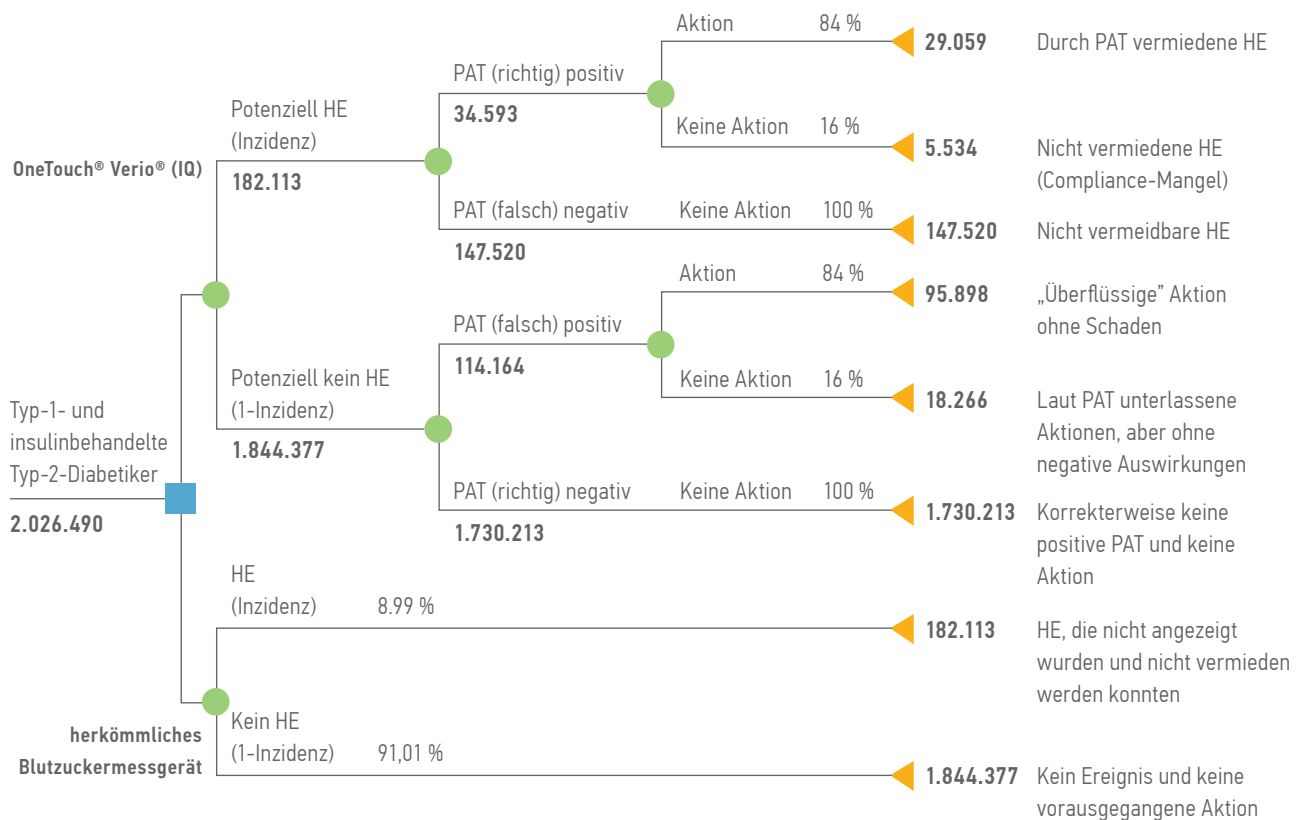 Aktion 84 %
29.059 Durch PAT vermiedene HE
PAT (richtig) positiv
34.593
Potenziell HE
(Inzidenz)
182.113
Keine Aktion 16 %
5.534 Nicht vermiedene HE
(Compliance-Mangel)
OneTouch® Verio® (IQ)
PAT (falsch) negativ Keine Aktion 100 %
147.520
147.520 Nicht vermeidbare HE
Aktion 84 %
95.898 „Überflüssige” Aktion
ohne Schaden
PAT (falsch) positiv
114.164
Potenziell kein HE
(1-Inzidenz)
1.844.377
Keine Aktion 16 %
18.266 Laut PAT unterlassene
Aktionen, aber ohne
negative Auswirkungen
Typ-1- und
insulinbehandelte
Typ-2-Diabetiker
2.026.490
PAT (richtig) negativ Keine Aktion 100 %
1.730.213
1.730.213 Korrekterweise keine
positive PAT und keine
Aktion
HE
(Inzidenz) 8.99 %
182.113 HE, die nicht angezeigt
wurden und nicht vermieden
werden konnten
herkömmliches
Blutzuckermessgerät
Kein HE
(1-Inzidenz) 91,01 %
1.844.377 Kein Ereignis und keine
vorausgegangene Aktion